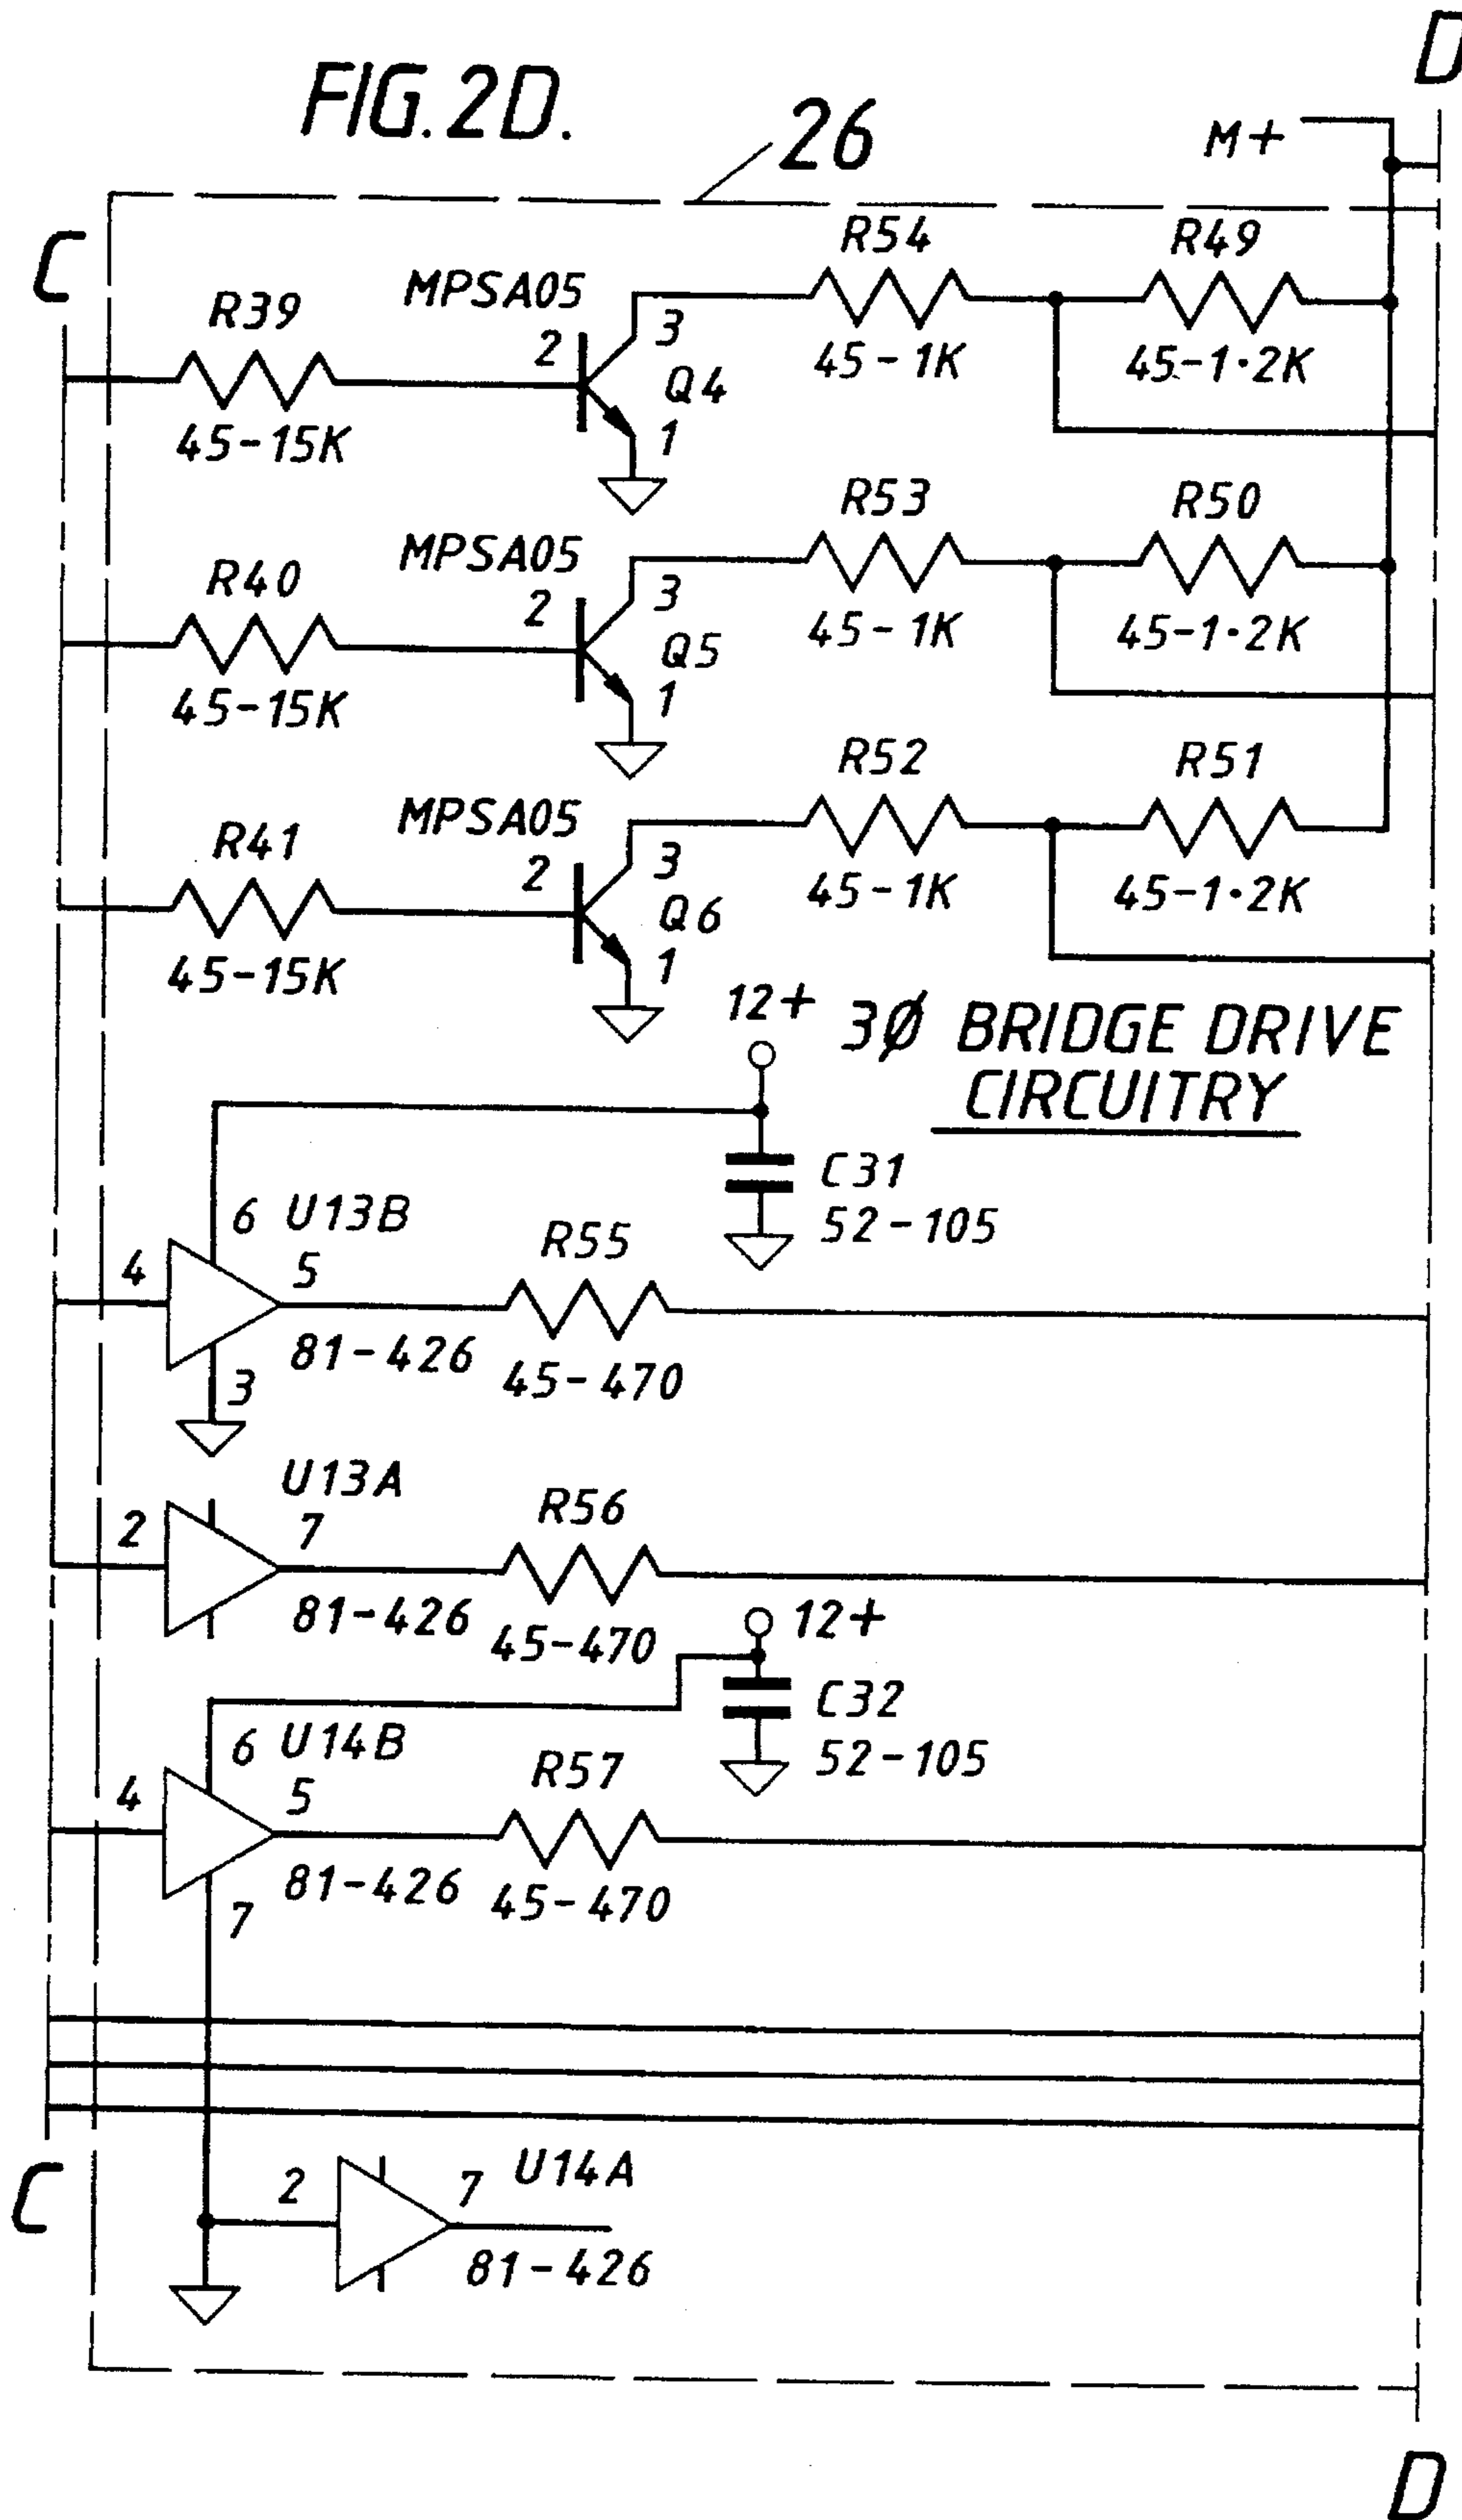 D
FIG. 2D.
26
M+
C
R54
R49
MPSA05
R39
2
3
Q4
1
45-1K
45-1·2K
45-15K
R53
R50
MPSA05
R40
2
3
Q5
1
45-1K
45-1·2K
45-15K
R52
R51
MPSA05
R41
2
3
Q6
1
45-1K
45-1·2K
45-15K
12+
3Ø BRIDGE DRIVE
CIRCUITRY
C31
52-105
6
U13B
R55
4
5
81-426
45-470
3
U13A
R56
2
7
81-426
45-470
12+
C32
52-105
6
U14B
R57
4
5
81-426
45-470
7
C
2
7
U14A
81-426
D